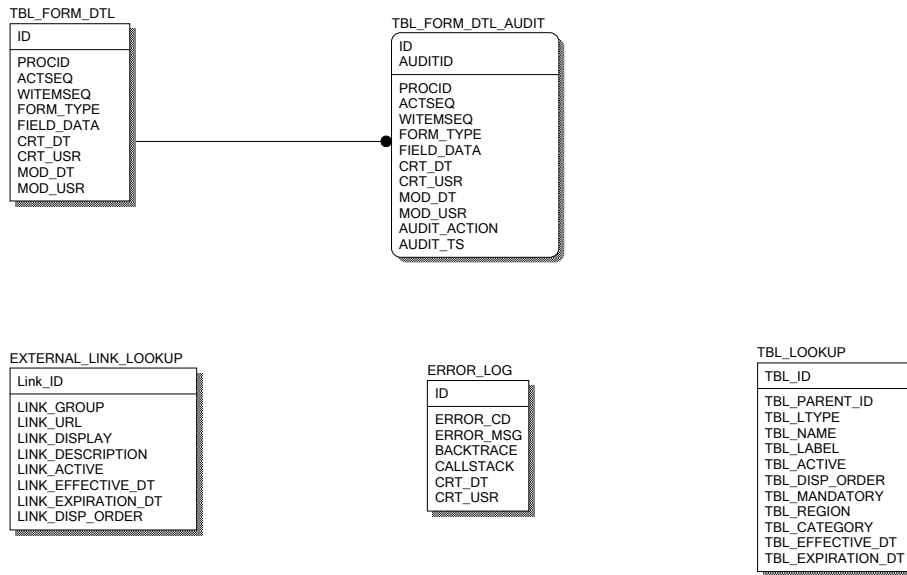 TBL_FORM_DTL
ID
PROCID
ACTSEQ
WITEMSEQ
FORM_TYPE
FIELD_DATA
CRT_DT
CRT_USR
MOD_DT
MOD_USR
TBL_FORM_DTL_AUDIT
ID
AUDITID
PROCID
ACTSEQ
WITEMSEQ
FORM_TYPE
FIELD_DATA
CRT_DT
CRT_USR
MOD_DT
MOD_USR
AUDIT_ACTION
AUDIT_TS
EXTERNAL_LINK_LOOKUP
Link_ID
LINK_GROUP
LINK_URL
LINK_DISPLAY
LINK_DESCRIPTION
LINK_ACTIVE
LINK_EFFECTIVE_DT
LINK_EXPIRATION_DT
LINK_DISP_ORDER
ERROR_LOG
ID
ERROR_CD
ERROR_MSG
BACKTRACE
CALLSTACK
CRT_DT
CRT_USR
TBL_LOOKUP
TBL_ID
TBL_PARENT_ID
TBL_LTYPE
TBL_NAME
TBL_LABEL
TBL_ACTIVE
TBL_DISP_ORDER
TBL_MANDATORY
TBL_REGION
TBL_CATEGORY
TBL_EFFECTIVE_DT
TBL_EXPIRATION_DT